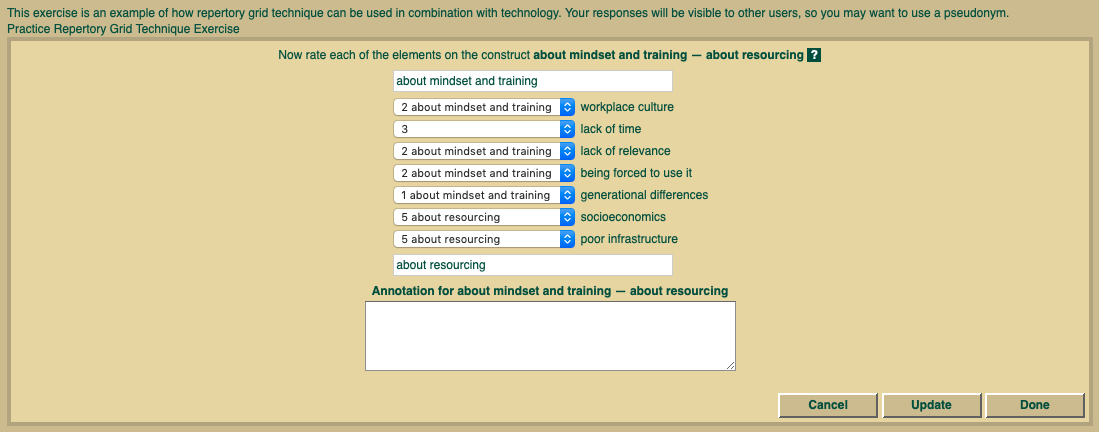 This exercise is an example of how repertory grid technique can be used in combination with technology. Your responses will be visible to other users, so you may want to use a pseudonym.
Practice Repertory Grid Technique Exercise
Now rate each of the elements on the construct about mindset and training — about resourcing ?
about mindset and training
2 about mindset and training workplace culture
3 lack of time
2 about mindset and training lack of relevance
2 about mindset and training being forced to use it
1 about mindset and training generational differences
5 about resourcing socioeconomics
5 about resourcing poor infrastructure
about resourcing
Annotation for about mindset and training — about resourcing
Cancel Update Done